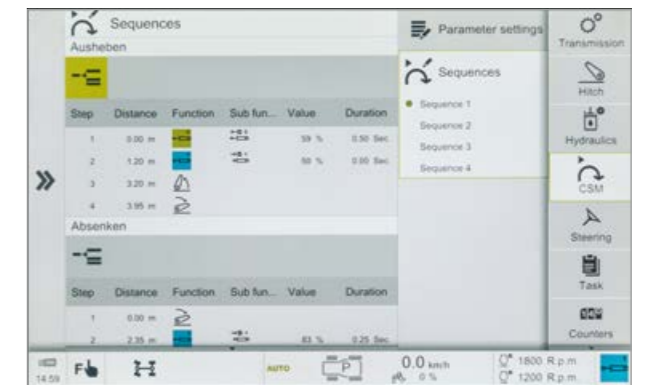 Sequences
Ausheben
Step Distance Function Sub fun... Value Duration
1 0.00 m 59 % 0.50 Sec
2 1.20 m 50 % 0.00 Sec
3 3.20 m
4 3.95 m
Absenken
Step Distance Function Sub fun... Value Duration
1 0.00 m
2 2.35 m 83 % 0.25 Sec
Parameter settings
Sequences
Sequence 1
Sequence 2
Sequence 3
Sequence 4
Transmission
Hitch
Hydraulics
CSM
Steering
Task
Counters
14:59
F
AUTO
P
0.0 km/h
0 %
1800 R.p.m.
1200 R.p.m.